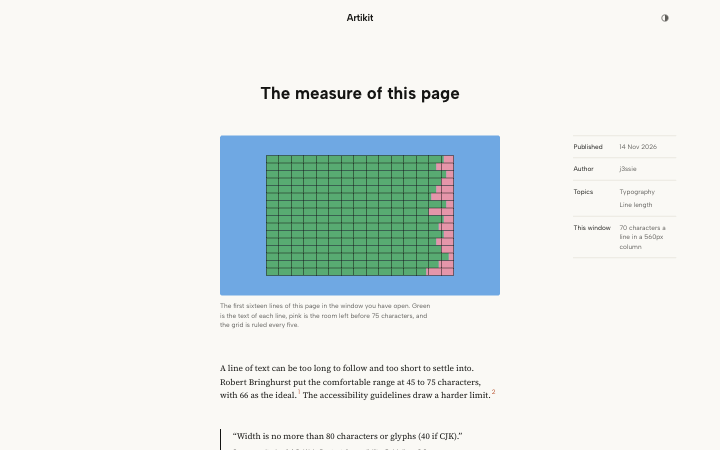 Artikit
The measure of this page
Published 14 Nov 2026
Author j3ssie
Topics Typography
Line length
This window 70 characters a
line in a 560px
column
The first sixteen lines of this page in the window you have open. Green
is the text of each line, pink is the room left before 75 characters, and
the grid is ruled every five.
A line of text can be too long to follow and too short to settle into.
Robert Bringhurst put the comfortable range at 45 to 75 characters,
with 66 as the ideal.1 The accessibility guidelines draw a harder limit.2
“Width is no more than 80 characters or glyphs (40 if CJK).”